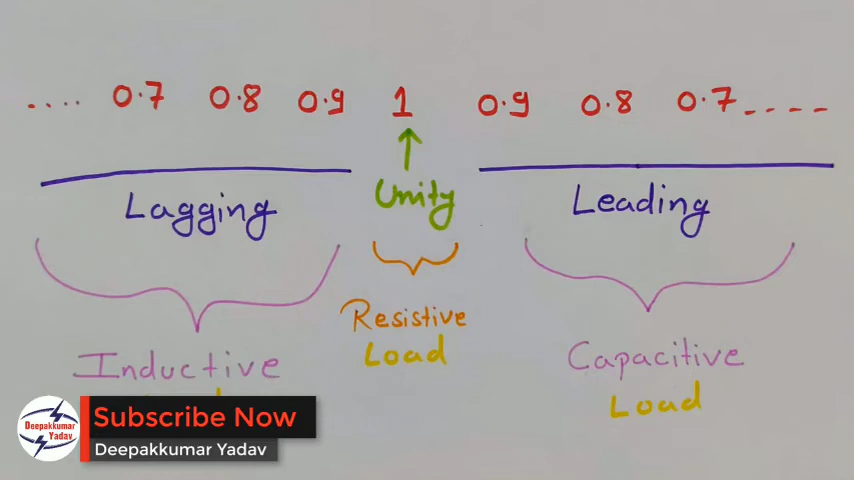 .... 0.7 0.8 0.9 1 0.9 0.8 0.7 ....
Lagging Unity Leading
Resistive
Load
Inductive
Capacitive
Load
Deepakkumar
Yadav
Subscribe Now
Deepakkumar Yadav